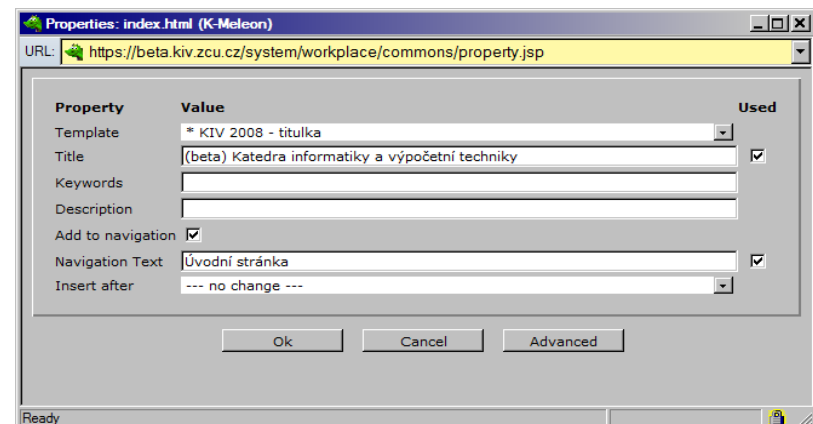 Properties: index.html (K-Meleon)
URL: https://beta.kiv.zcu.cz/system/workplace/commons/property.jsp
Property Value Used
Template * KIV 2008 - titulka
Title (beta) Katedra informatiky a výpočetní techniky
Keywords
Description
Add to navigation
Navigation Text Úvodní stránka
Insert after --- no change ---
Ok Cancel Advanced
Ready